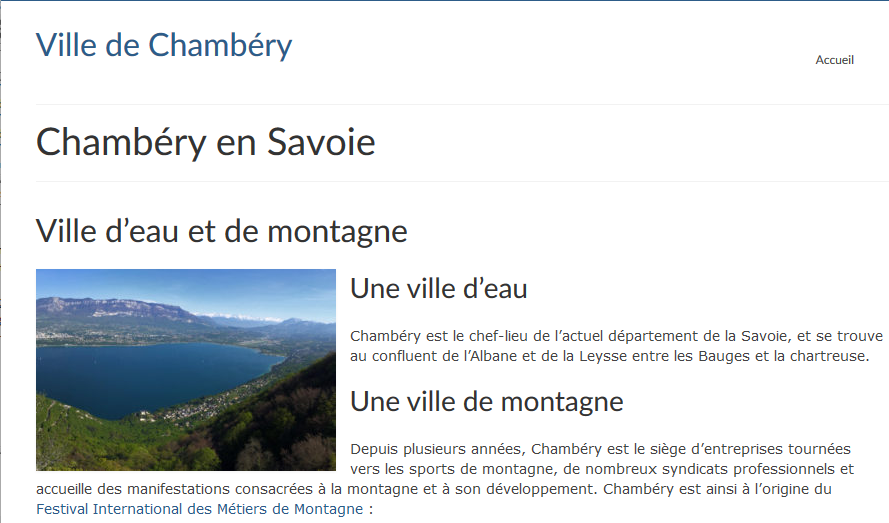 Ville de Chambéry
Accueil
Chambéry en Savoie
Ville d’eau et de montagne
Une ville d’eau
Chambéry est le chef-lieu de l’actuel département de la Savoie, et se trouve
au confluent de l’Albane et de la Leysse entre les Bauges et la chartreuse.
Une ville de montagne
Depuis plusieurs années, Chambéry est le siège d’entreprises tournées
vers les sports de montagne, de nombreux syndicats professionnels et
accueille des manifestations consacrées à la montagne et à son développement. Chambéry est ainsi à l’origine du
Festival International des Métiers de Montagne :